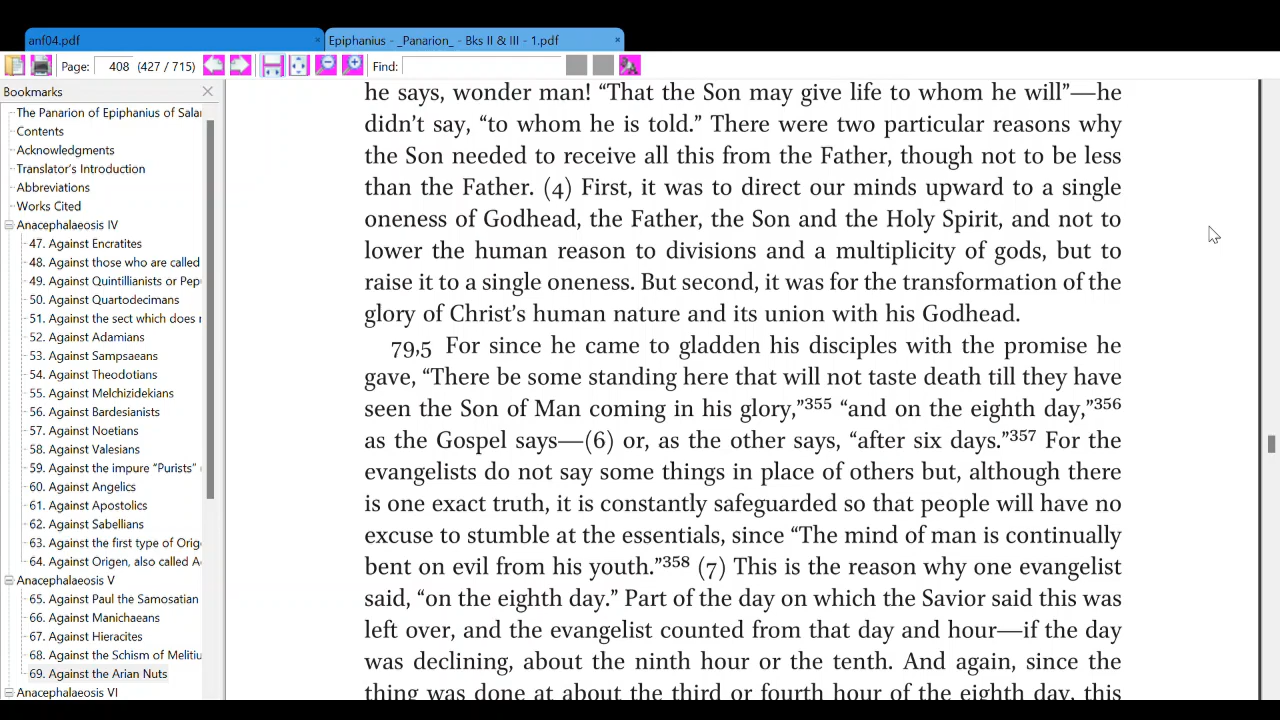 anf04.pdf
Epiphanius - _Panarion_ - Bks II & III - 1.pdf
Page: 408 (427 / 715)
Find:
Bookmarks
The Panarion of Epiphanius of Salar
Contents
Acknowledgments
Translator's Introduction
Abbreviations
Works Cited
Anacephalaeosis IV
47. Against Encratites
48. Against those who are called
49. Against Quintillianists or Pep
50. Against Quartodecimans
51. Against the sect which does r
52. Against Adamians
53. Against Sampsaeans
54. Against Theodotians
55. Against Melchizidekians
56. Against Bardesianists
57. Against Noetians
58. Against Valesians
59. Against the impure “Purists” (
60. Against Angelics
61. Against Apostolics
62. Against Sabellians
63. Against the first type of Orig
64. Against Origen, also called A
Anacephalaeosis V
65. Against Paul the Samosatian
66. Against Manichaeans
67. Against Hieracites
68. Against the Schism of Melitiu
69. Against the Arian Nuts
Anacephalaeosis VI
he says, wonder man! “That the Son may give life to whom he will”—he
didn’t say, “to whom he is told.” There were two particular reasons why
the Son needed to receive all this from the Father, though not to be less
than the Father. (4) First, it was to direct our minds upward to a single
oneness of Godhead, the Father, the Son and the Holy Spirit, and not to
lower the human reason to divisions and a multiplicity of gods, but to
raise it to a single oneness. But second, it was for the transformation of the
glory of Christ’s human nature and its union with his Godhead.
79,5 For since he came to gladden his disciples with the promise he
gave, “There be some standing here that will not taste death till they have
seen the Son of Man coming in his glory,”355 “and on the eighth day,”356
as the Gospel says—(6) or, as the other says, “after six days.”357 For the
evangelists do not say some things in place of others but, although there
is one exact truth, it is constantly safeguarded so that people will have no
excuse to stumble at the essentials, since “The mind of man is continually
bent on evil from his youth.”358 (7) This is the reason why one evangelist
said, “on the eighth day.” Part of the day on which the Savior said this was
left over, and the evangelist counted from that day and hour—if the day
was declining, about the ninth hour or the tenth. And again, since the
thing was done at about the third or fourth hour of the eighth day, this